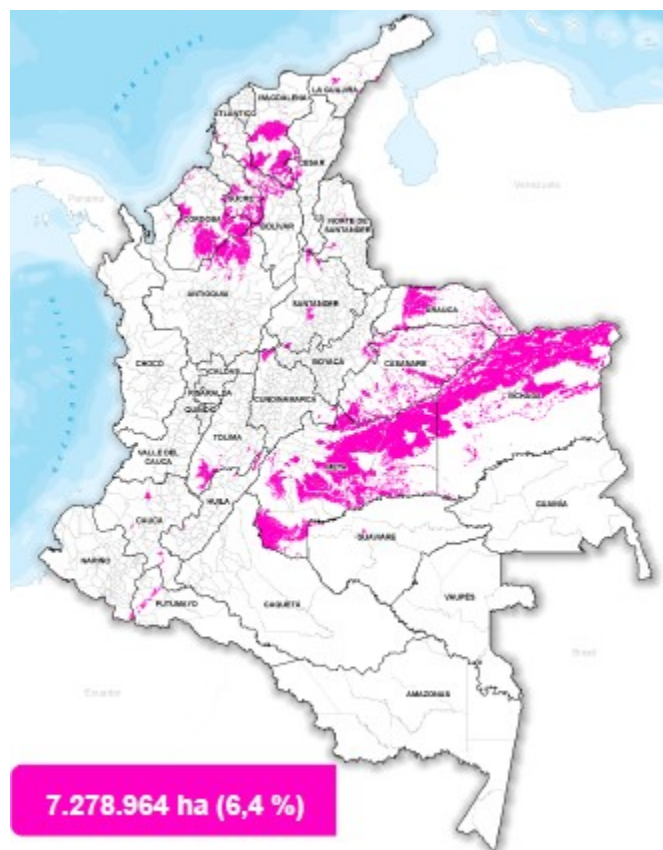 MAR CARIBE
LA GUAJIRA
MAGDALENA
ATLÁNTICO
CESAR
Panamá
Venezuela
SUCRE
CÓRDOBA
NORTE DE
SANTANDER
BOLÍVAR
ANTIOQUIA
SANTANDER
ARAUCA
CHOCÓ
BOYACÁ
CASANARE
CALDAS
VICHADA
RISARALDA
CUNDINAMARCA
QUINDÍO
TOLIMA
VALLE DEL
CAUCA
META
GUAINÍA
HUILA
CAUCA
GUAVIARE
NARIÑO
PUTUMAYO
CAQUETÁ
VAUPÉS
Brasil
Ecuador
AMAZONAS
7.278.964 ha (6,4 %)